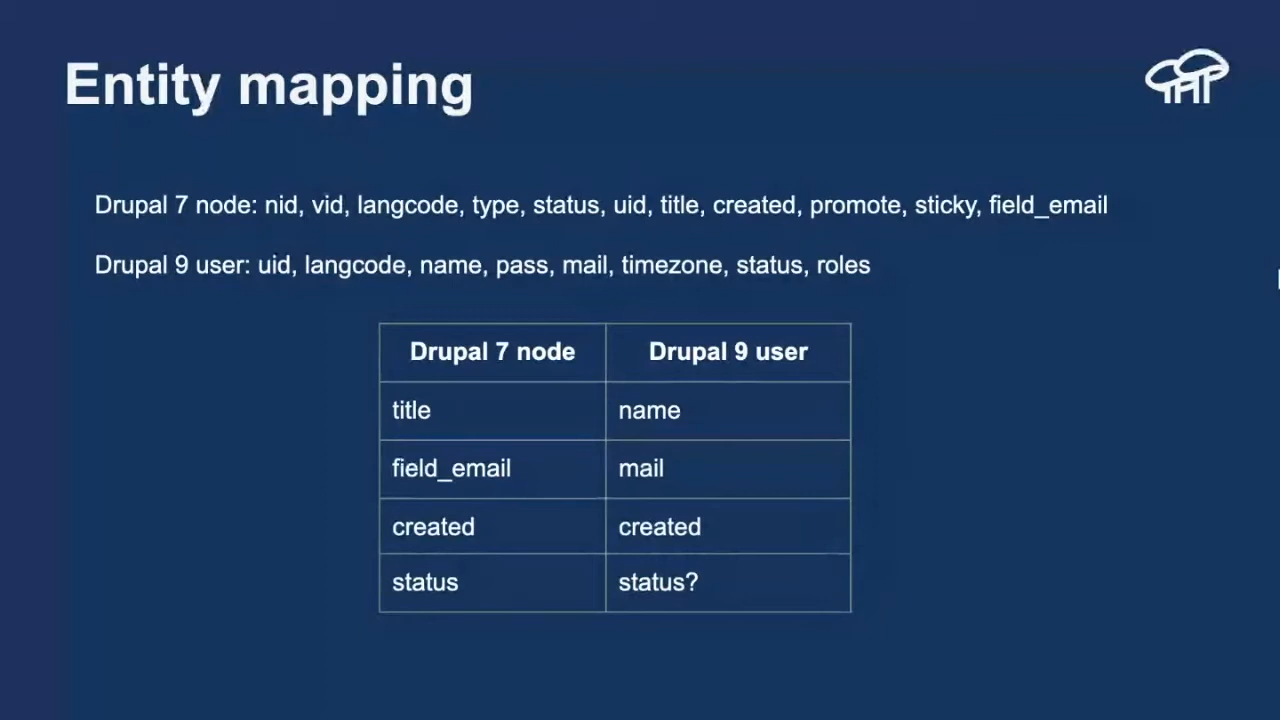 Entity mapping
Drupal 7 node: nid, vid, langcode, type, status, uid, title, created, promote, sticky, field_email
Drupal 9 user: uid, langcode, name, pass, mail, timezone, status, roles
Drupal 7 node Drupal 9 user
title name
field_email mail
created created
status status?